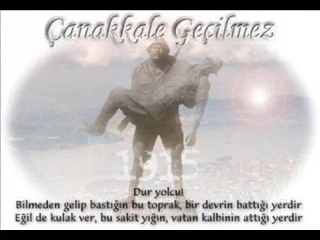 Çanakkale Geçilmez
1915
Dur yolcu!
Bilmeden gelip bastığın bu toprak, bir devrin battığı yerdir
Eğil de kulak ver, bu sakit yığın, vatan kalbinin attığı yerdir